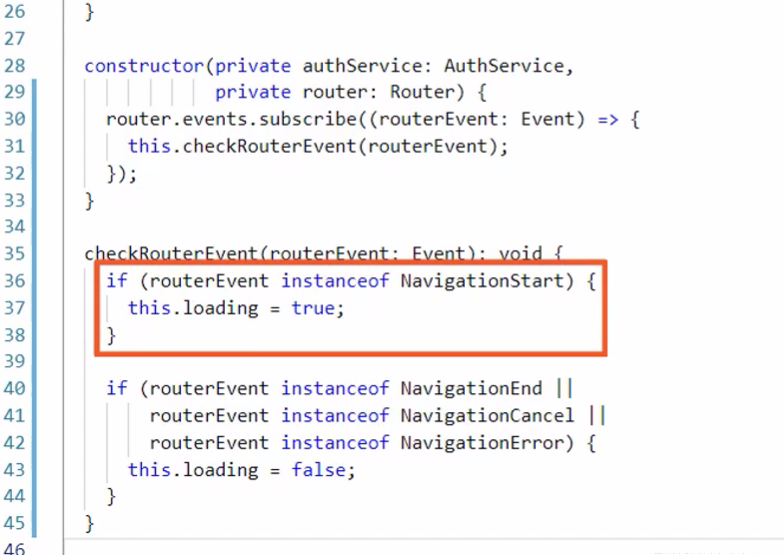 26 }
27
28 constructor(private authService: AuthService,
29 private router: Router) {
30 router.events.subscribe((routerEvent: Event) => {
31 this.checkRouterEvent(routerEvent);
32 });
33 }
34
35 checkRouterEvent(routerEvent: Event): void {
36 if (routerEvent instanceof NavigationStart) {
37 this.loading = true;
38 }
39
40 if (routerEvent instanceof NavigationEnd ||
41 routerEvent instanceof NavigationCancel ||
42 routerEvent instanceof NavigationError) {
43 this.loading = false;
44 }
45 }
46